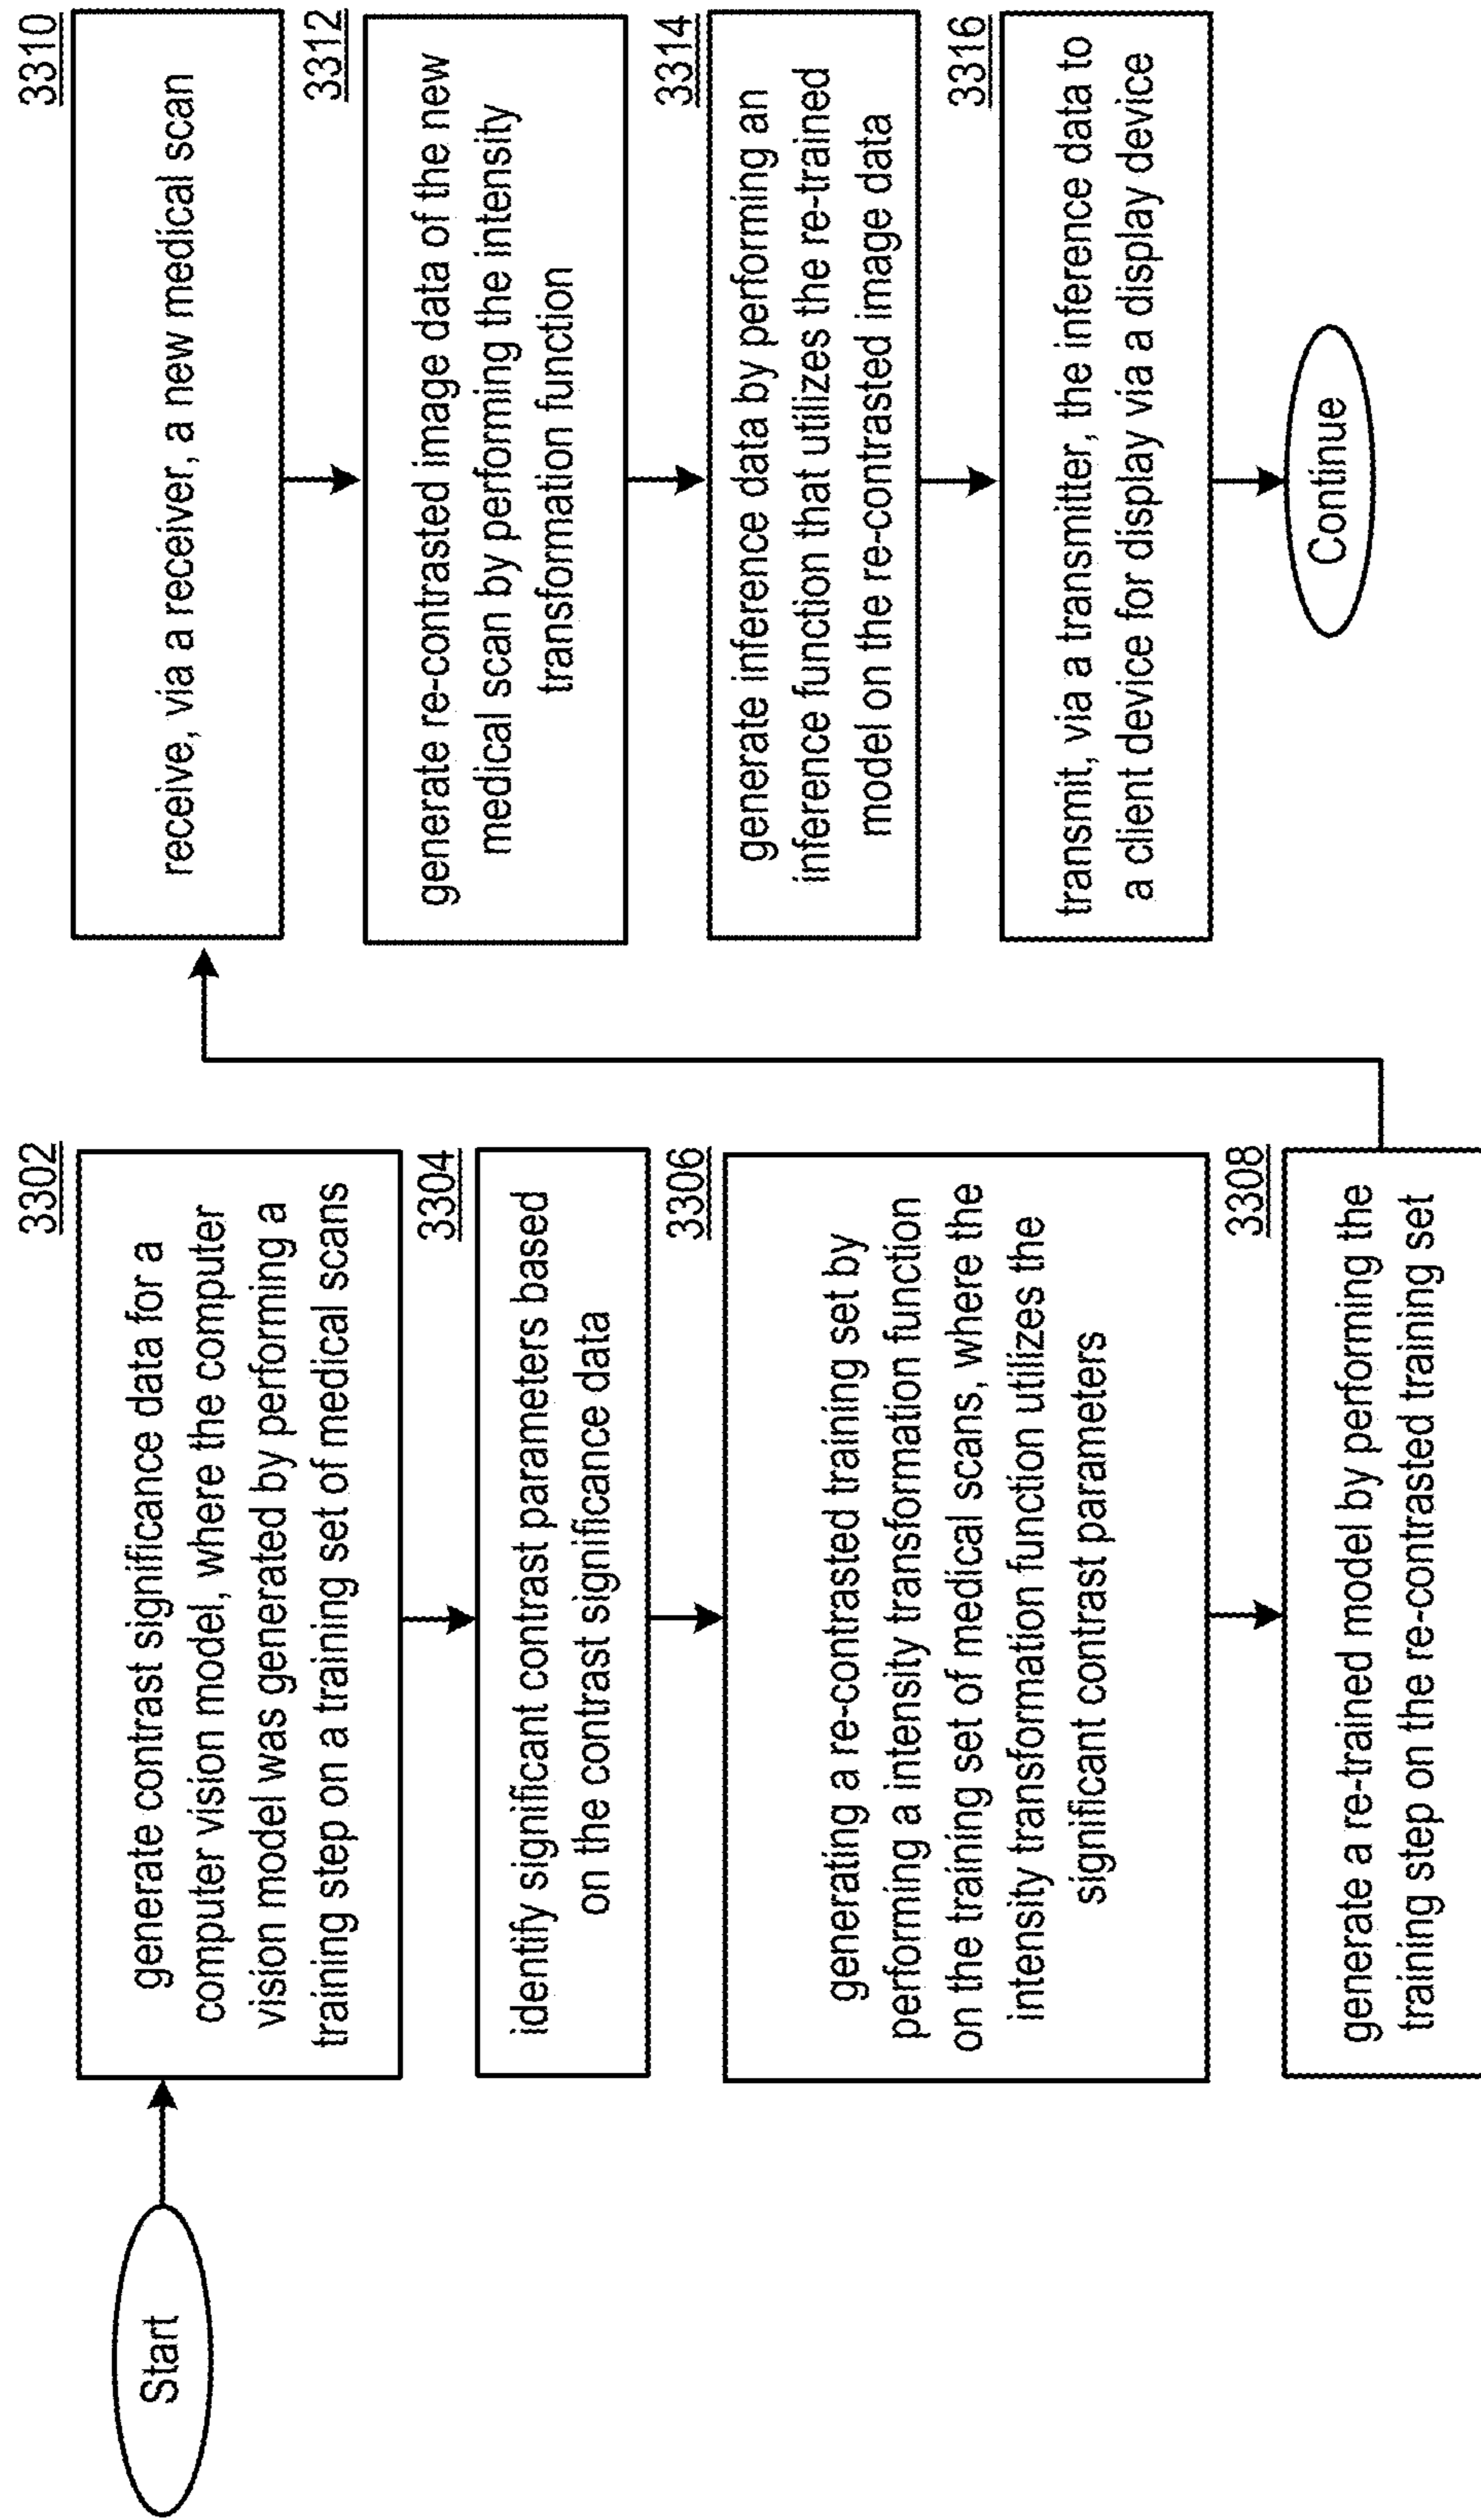 Start
3302
generate contrast significance data for a
computer vision model, where the computer
vision model was generated by performing a
training step on a training set of medical scans
3304
identify significant contrast parameters based
on the contrast significance data
3306
generating a re-contrasted training set by
performing a intensity transformation function
on the training set of medical scans, where the
intensity transformation function utilizes the
significant contrast parameters
3308
generate a re-trained model by performing the
training step on the re-contrasted training set
3310
receive, via a receiver, a new medical scan
3312
generate re-contrasted image data of the new
medical scan by performing the intensity
transformation function
3314
generate inference data by performing an
inference function that utilizes the re-trained
model on the re-contrasted image data
3316
transmit, via a transmitter, the inference data to
a client device for display via a display device
Continue